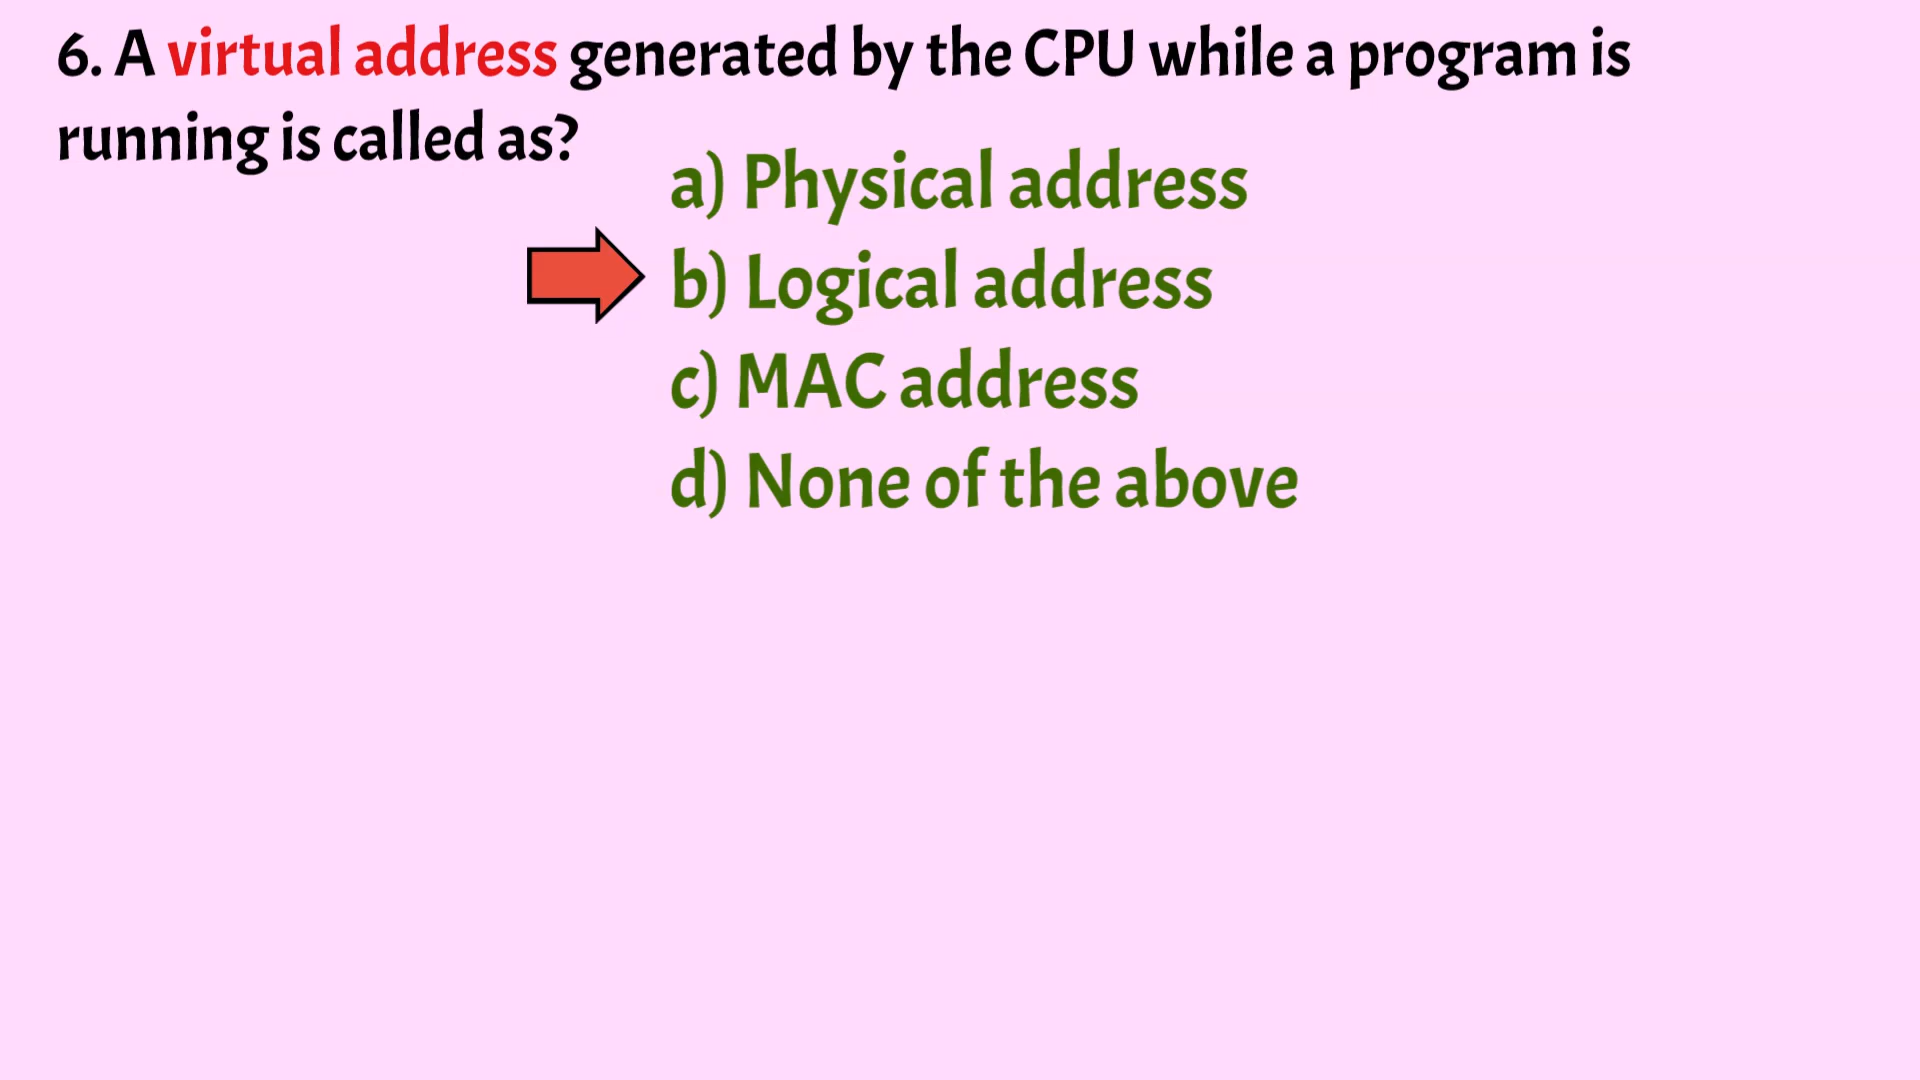 6. A virtual address generated by the CPU while a program is
running is called as?
a) Physical address
b) Logical address
c) MAC address
d) None of the above